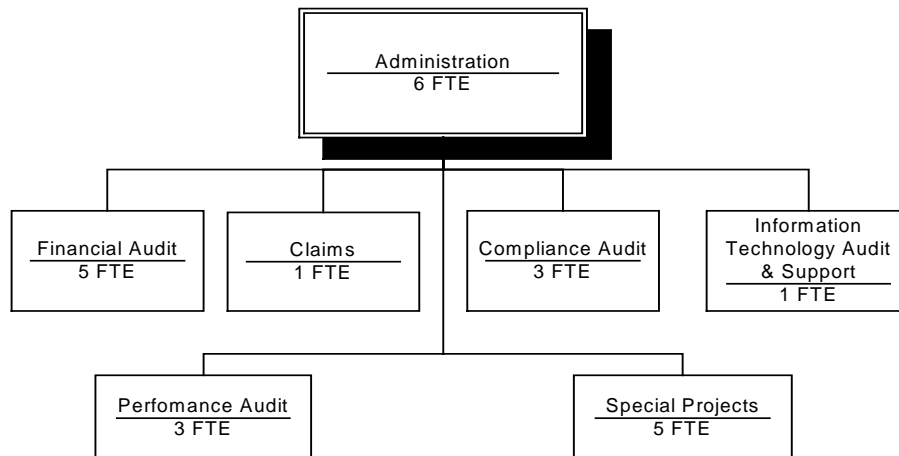 Administration
6 FTE
Financial Audit
5 FTE
Claims
1 FTE
Compliance Audit
3 FTE
Information
Technology Audit
& Support
1 FTE
Perfomance Audit
3 FTE
Special Projects
5 FTE